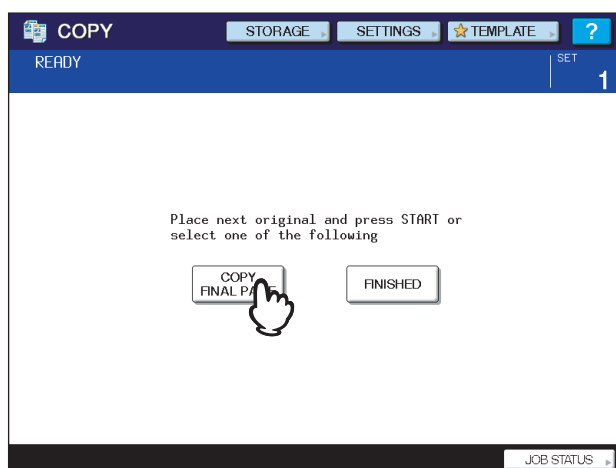 COPY
STORAGE
SETTINGS
TEMPLATE
?
READY
SET
1
Place next original and press START or
select one of the following
COPY
FINAL
FINISHED
JOB STATUS